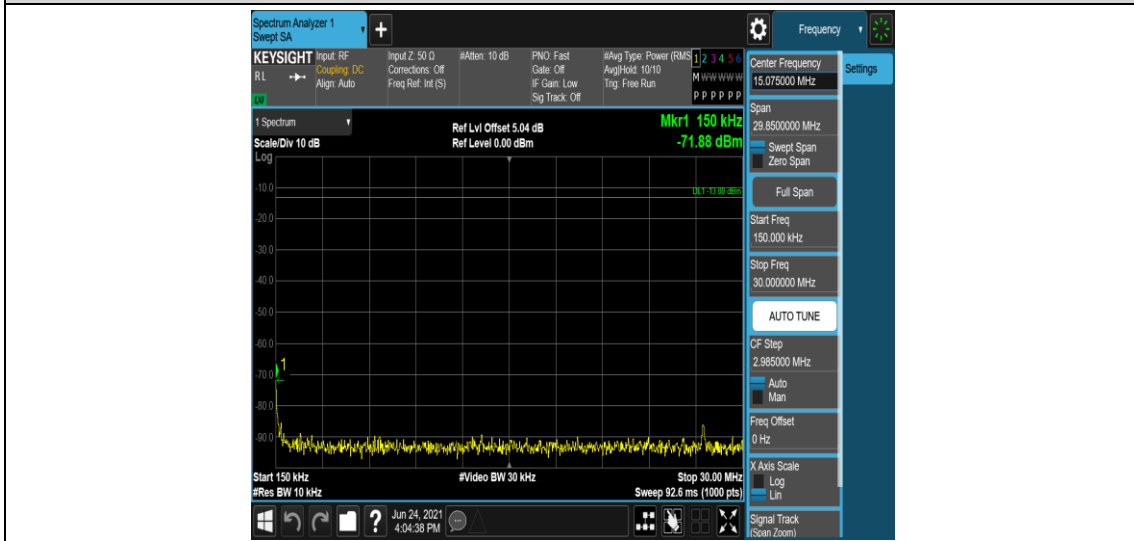 Spectrum Analyzer 1
Swept SA
Frequency
KEYSIGHT
RL
LXI
Input: RF
Coupling: DC
Align: Auto
Input Z: 50 Ω
Corrections: Off
Freq Ref: Int (S)
#Atten: 10 dB
PNO: Fast
Gate: Off
IF Gain: Low
Sig Track: Off
#Avg Type: Power (RMS
Avg|Hold: 10/10
Trig: Free Run
1 2 3 4 5 6
M W W W W W
P P P P P P
Settings
1 Spectrum
Scale/Div 10 dB
Log
Ref Lvl Offset 5.04 dB
Ref Level 0.00 dBm
Mkr1 150 kHz
-71.88 dBm
DL1 -13.00 dBm
-10.0
-20.0
-30.0
-40.0
-50.0
-60.0
1
-70.0
-80.0
-90.0
Start 150 kHz
#Res BW 10 kHz
#Video BW 30 kHz
Stop 30.00 MHz
Sweep 92.6 ms (1000 pts)
Center Frequency
15.075000 MHz
Span
29.8500000 MHz
Swept Span
Zero Span
Full Span
Start Freq
150.000 kHz
Stop Freq
30.000000 MHz
AUTO TUNE
CF Step
2.985000 MHz
Auto
Man
Freq Offset
0 Hz
X Axis Scale
Log
Lin
Signal Track
(Span Zoom)
?
Jun 24, 2021
4:04:38 PM